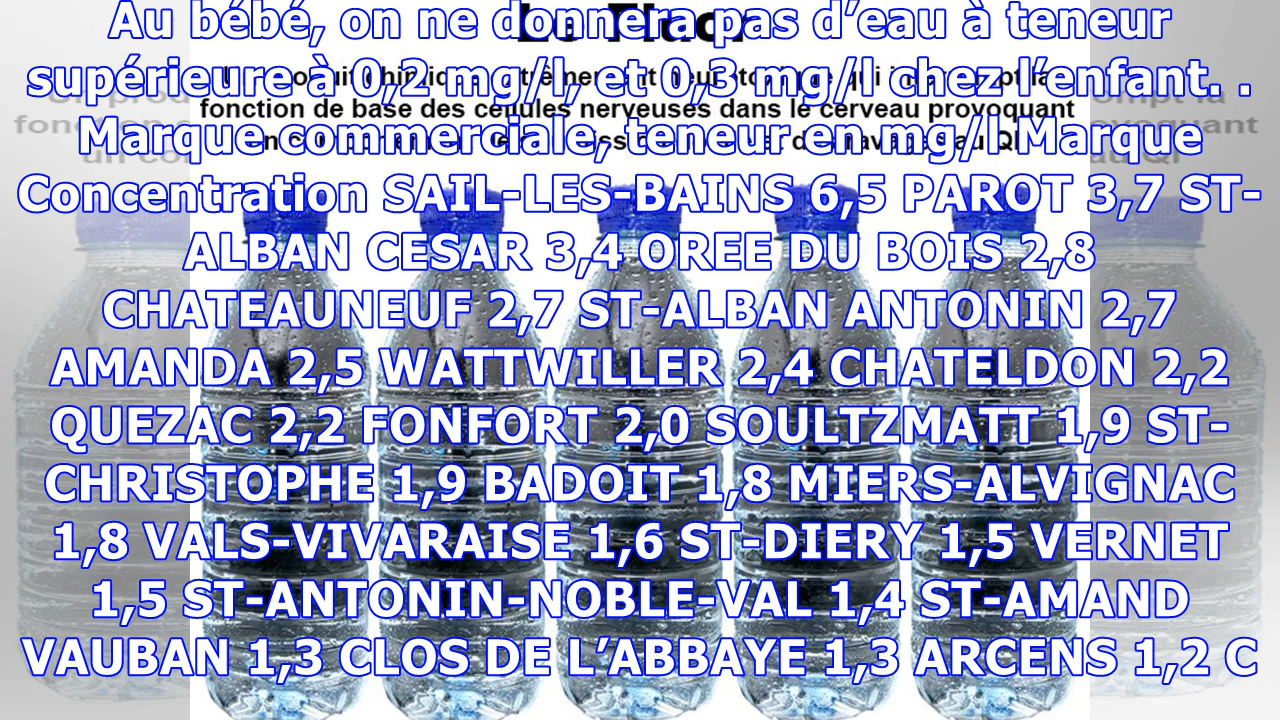 Au bébé, on ne donnera pas d’eau à teneur
supérieure à 0,2 mg/l, et 0,3 mg/l chez l’enfant. .
fonction de base des cellules nerveuses dans le cerveau provoquant
Marque commerciale, teneur en mg/l Marque
Concentration SAIL-LES-BAINS 6,5 PAROT 3,7 ST-
ALBAN CESAR 3,4 OREE DU BOIS 2,8
CHATEAUNEUF 2,7 ST-ALBAN ANTONIN 2,7
AMANDA 2,5 WATTWILLER 2,4 CHATELDON 2,2
QUEZAC 2,2 FONFORT 2,0 SOULTZMATT 1,9 ST-
CHRISTOPHE 1,9 BADOIT 1,8 MIERS-ALVIGNAC
1,8 VALS-VIVARAISE 1,6 ST-DIERY 1,5 VERNET
1,5 ST-ANTONIN-NOBLE-VAL 1,4 ST-AMAND
VAUBAN 1,3 CLOS DE L’ABBAYE 1,3 ARCENS 1,2 C